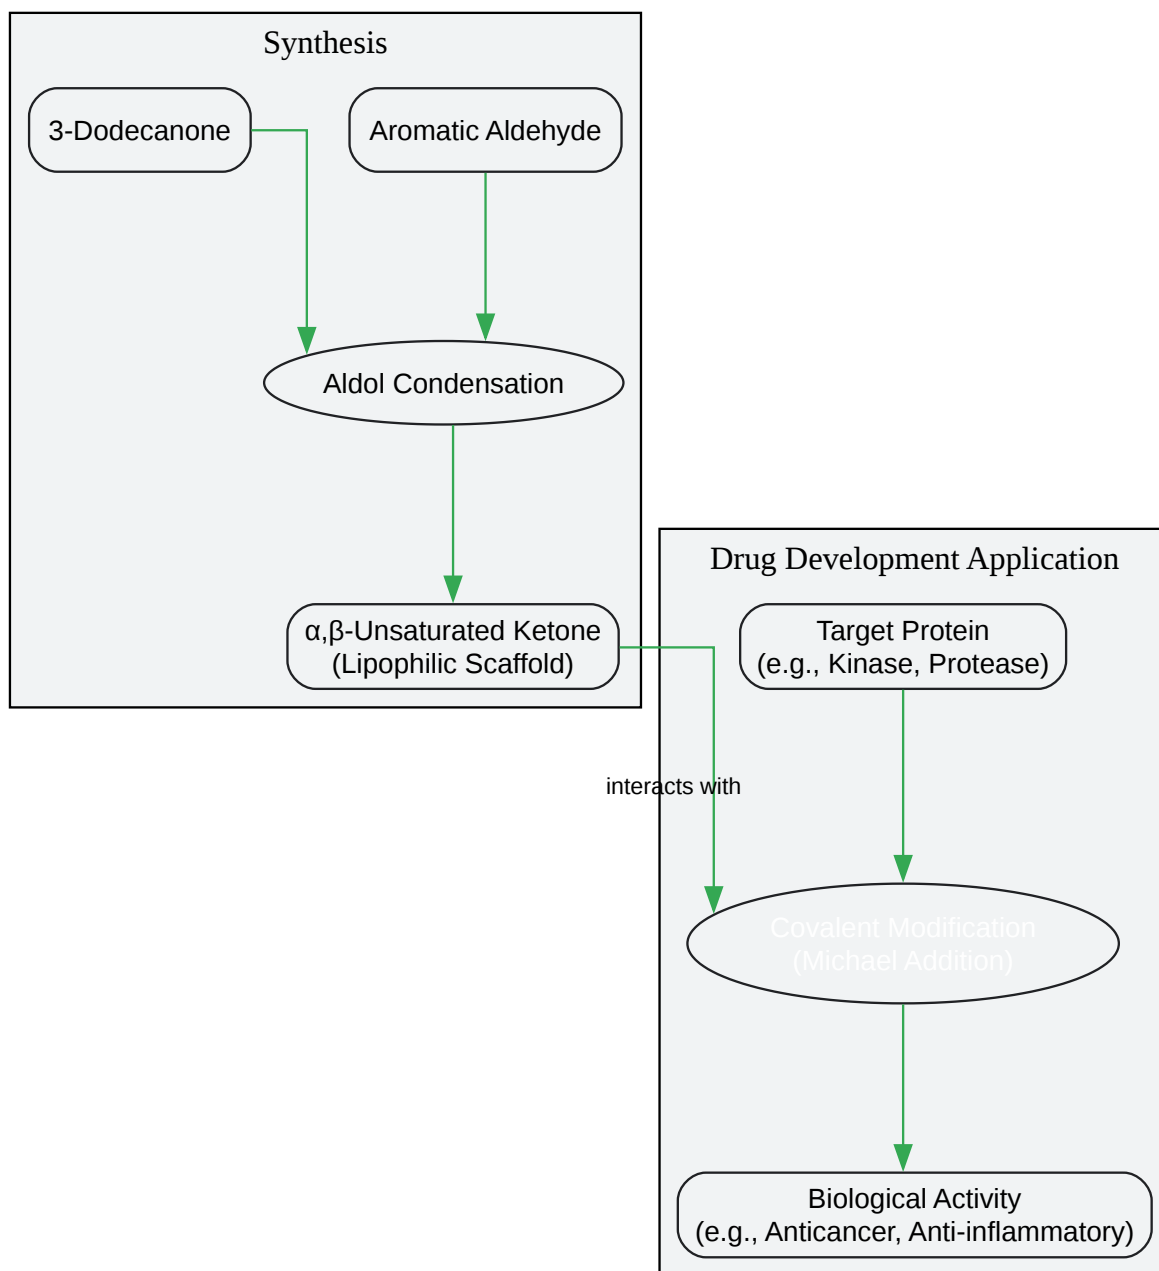 Synthesis
3-Dodecanone
Aromatic Aldehyde
Aldol Condensation
α,β-Unsaturated Ketone
(Lipophilic Scaffold)
Drug Development Application
Target Protein
(e.g., Kinase, Protease)
interacts with
Covalent Modification
(Michael Addition)
Biological Activity
(e.g., Anticancer, Anti-inflammatory)